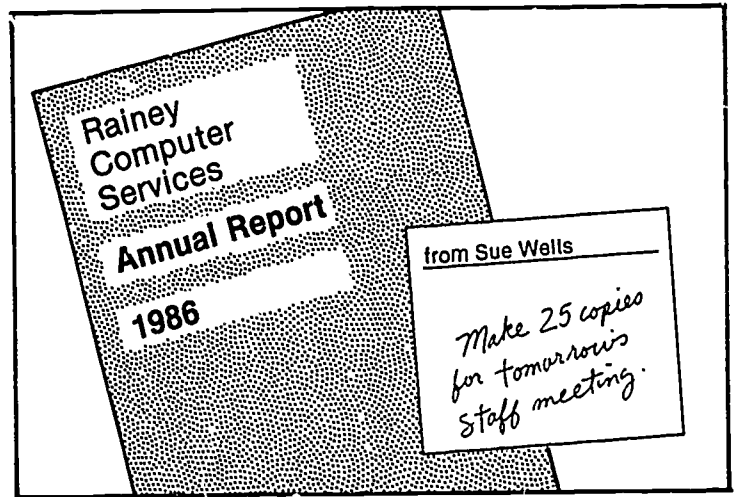 Rainey
Computer
Services
Annual Report
1986
from Sue Wells
Make 25 copies
for tomorrow's
staff meeting.